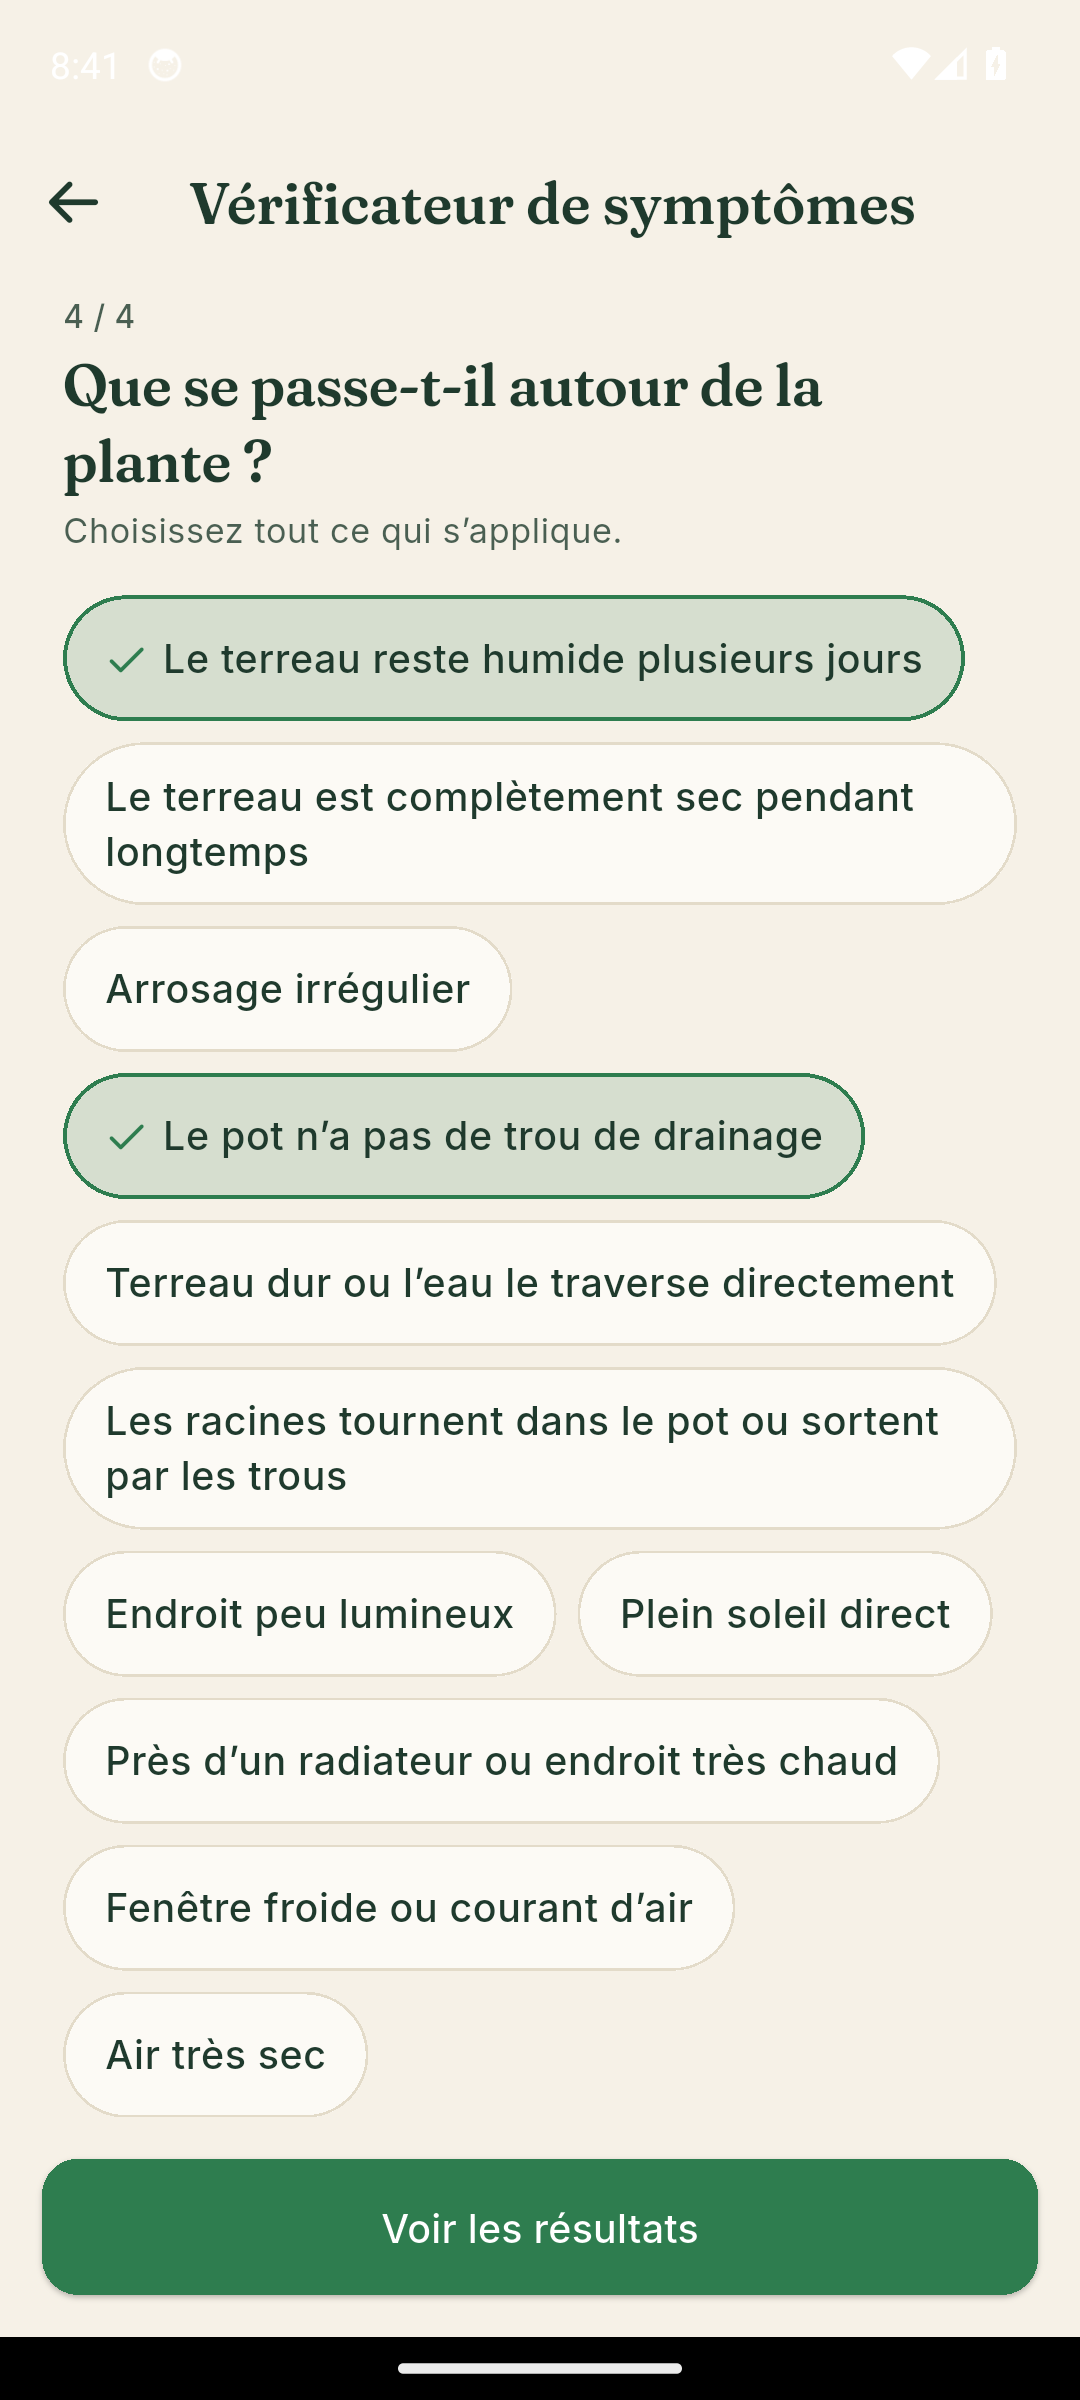 8:41
Vérificateur de symptômes
4 / 4
Que se passe-t-il autour de la
plante ?
Choisissez tout ce qui s’applique.
Le terreau reste humide plusieurs jours
Le terreau est complètement sec pendant
longtemps
Arrosage irrégulier
Le pot n’a pas de trou de drainage
Terreau dur ou l’eau le traverse directement
Les racines tournent dans le pot ou sortent
par les trous
Endroit peu lumineux
Plein soleil direct
Près d’un radiateur ou endroit très chaud
Fenêtre froide ou courant d’air
Air très sec
Voir les résultats